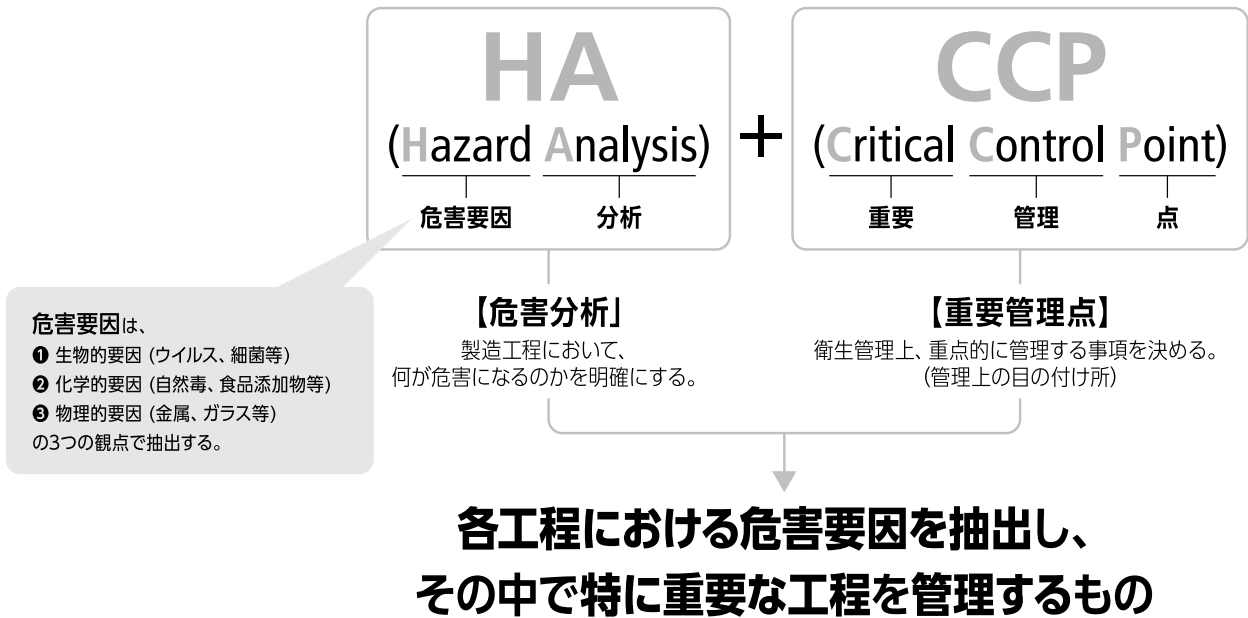 HA
(Hazard Analysis)
危害要因 分析
+
CCP
(Critical Control Point)
重要 管理 点
危害要因は、
❶ 生物的要因 (ウイルス、細菌等)
❷ 化学的要因 (自然毒、食品添加物等)
❸ 物理的要因 (金属、ガラス等)
の3つの観点で抽出する。
【危害分析」
製造工程において、
何が危害になるのかを明確にする。
【重要管理点】
衛生管理上、重点的に管理する事項を決める。
(管理上の目の付け所)
各工程における危害要因を抽出し、
その中で特に重要な工程を管理するもの